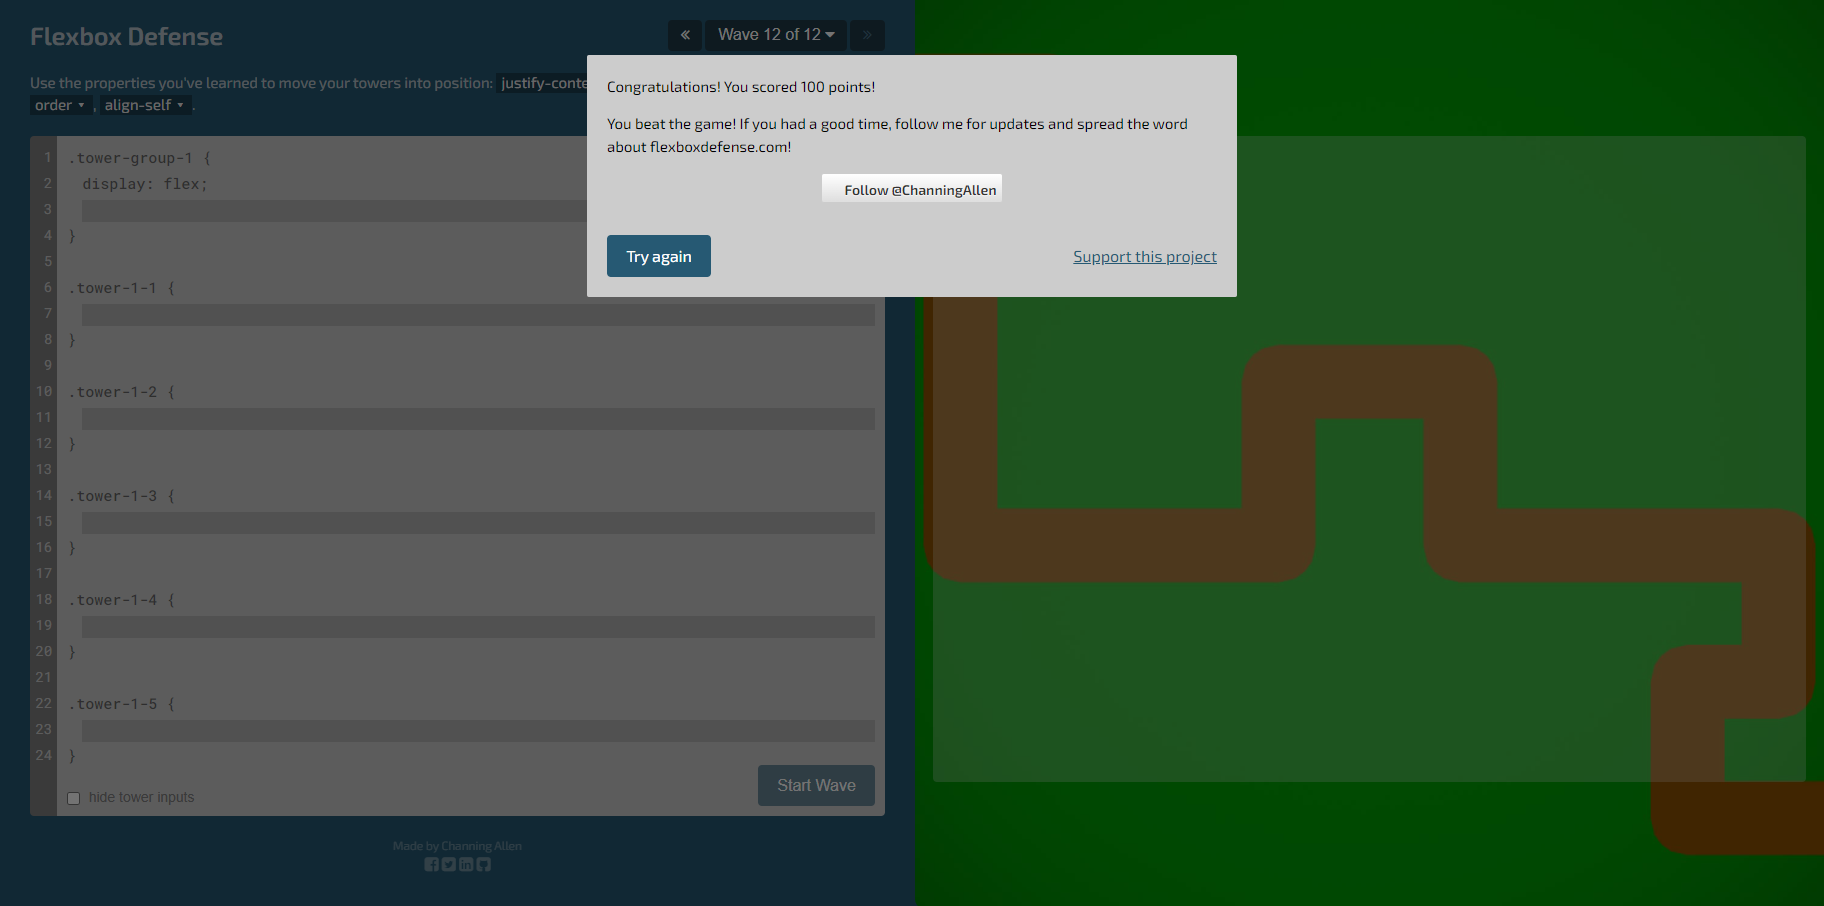 Flexbox Defense
«
Wave 12 of 12
»
Use the properties you've learned to move your towers into position: justify-conte
order , align-self .
Congratulations! You scored 100 points!
You beat the game! If you had a good time, follow me for updates and spread the word
about flexboxdefense.com!
Follow @ChanningAllen
Try again
Support this project
1 .tower-group-1 {
2 display: flex;
3
4 }
5
6 .tower-1-1 {
7
8 }
9
10 .tower-1-2 {
11
12 }
13
14 .tower-1-3 {
15
16 }
17
18 .tower-1-4 {
19
20 }
21
22 .tower-1-5 {
23
24 }
hide tower inputs
Start Wave
Made by Channing Allen